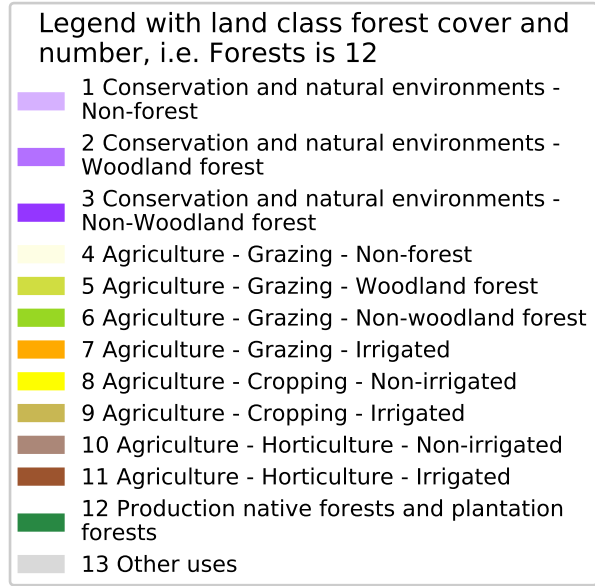 Legend with land class forest cover and
number, i.e. Forests is 12
1 Conservation and natural environments -
Non-forest
2 Conservation and natural environments -
Woodland forest
3 Conservation and natural environments -
Non-Woodland forest
4 Agriculture - Grazing - Non-forest
5 Agriculture - Grazing - Woodland forest
6 Agriculture - Grazing - Non-woodland forest
7 Agriculture - Grazing - Irrigated
8 Agriculture - Cropping - Non-irrigated
9 Agriculture - Cropping - Irrigated
10 Agriculture - Horticulture - Non-irrigated
11 Agriculture - Horticulture - Irrigated
12 Production native forests and plantation
forests
13 Other uses